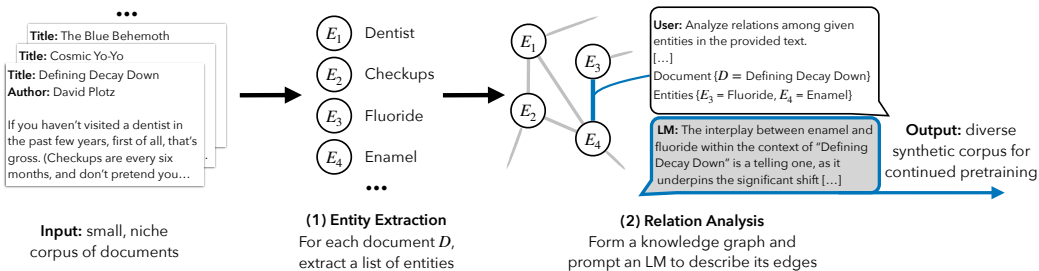 •••
Title: The Blue Behemoth
Title: Cosmic Yo-Yo
Title: Defining Decay Down
Author: David Plotz
If you haven't visited a dentist in
the past few years, first of all, that's
gross. (Checkups are every six
months, and don't pretend you…
Input: small, niche
corpus of documents
E1 Dentist
E2 Checkups
E3 Fluoride
E4 Enamel
•••
(1) Entity Extraction
For each document D,
extract a list of entities
E1
E3
E2
E4
User: Analyze relations among given
entities in the provided text.
[…]
Document {D = Defining Decay Down}
Entities {E3 = Fluoride, E4 = Enamel}
LM: The interplay between enamel and
fluoride within the context of "Defining
Decay Down" is a telling one, as it
underpins the significant shift […]
(2) Relation Analysis
Form a knowledge graph and
prompt an LM to describe its edges
Output: diverse
synthetic corpus for
continued pretraining